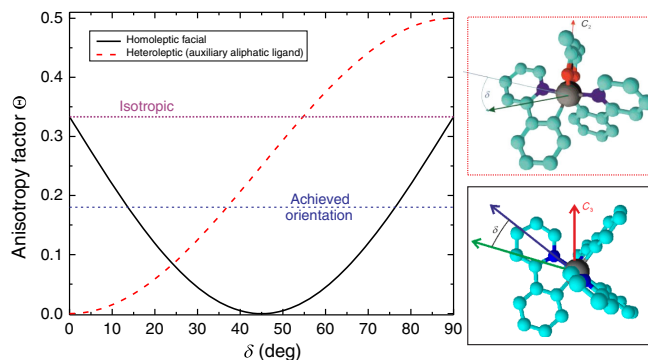 0.5
Homoleptic facial
Heteroleptic (auxiliary aliphatic ligand)
0.4
Isotropic
0.3
0.2
Achieved
orientation
0.1
0.0
0 10 20 30 40 50 60 70 80 90
δ (deg)
Anisotropy factor Θ
C₂
δ
C₃
δ